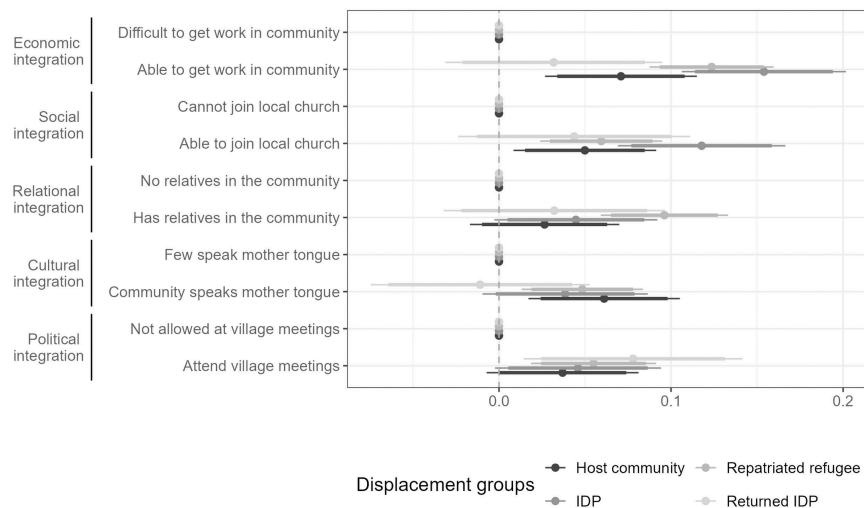 Economic
integration
Difficult to get work in community
Able to get work in community
Social
integration
Cannot join local church
Able to join local church
Relational
integration
No relatives in the community
Has relatives in the community
Cultural
integration
Few speak mother tongue
Community speaks mother tongue
Political
integration
Not allowed at village meetings
Attend village meetings
0.0 0.1 0.2
Displacement groups
Host community Repatriated refugee
IDP Returned IDP